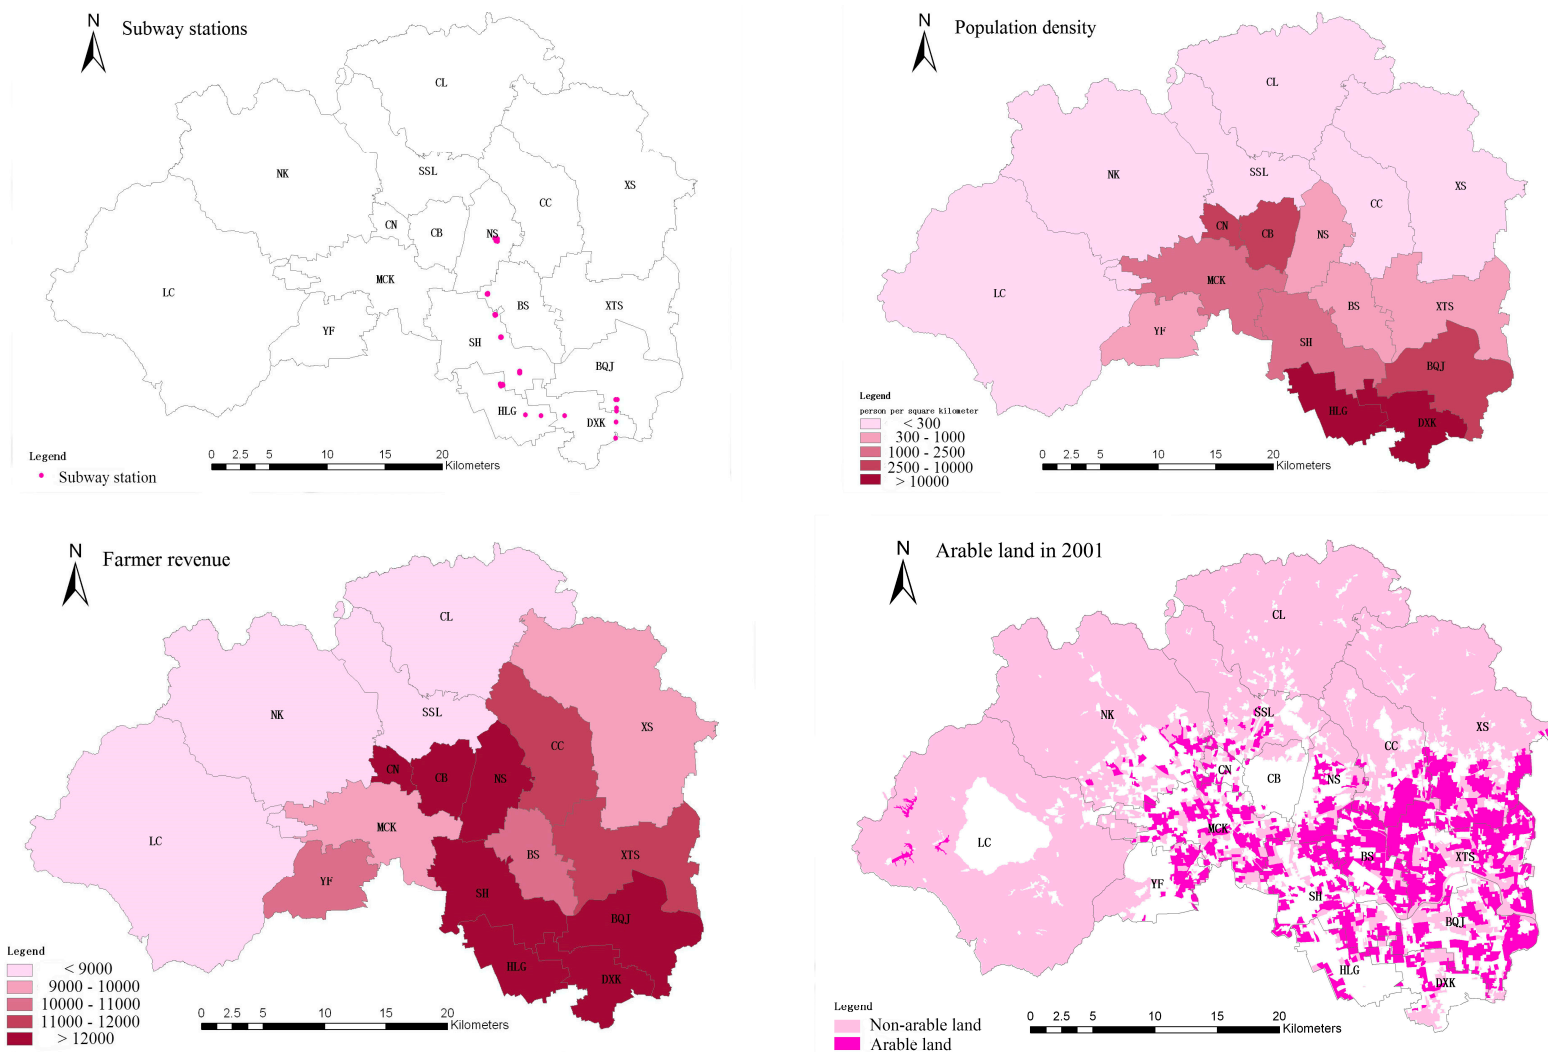 N
Subway stations
CL
NK
SSL
XS
CC
CN
CB
NS
LC
MCK
BS
XTS
YF
SH
BQJ
HLG
DXK
Legend
Subway station
0 2.5 5 10 15 20
Kilometers
N
Population density
CL
NK
SSL
XS
CC
CN
CB
NS
LC
MCK
BS
XTS
YF
SH
BQJ
HLG
DXK
Legend
person per square kilometer
< 300
300 - 1000
1000 - 2500
2500 - 10000
> 10000
0 2.5 5 10 15 20
Kilometers
N
Farmer revenue
CL
NK
SSL
XS
CC
CN
CB
NS
LC
MCK
BS
XTS
YF
SH
BQJ
HLG
DXK
Legend
< 9000
9000 - 10000
10000 - 11000
11000 - 12000
> 12000
0 2.5 5 10 15 20
Kilometers
N
Arable land in 2001
CL
NK
SSL
XS
CC
CN
CB
NS
LC
MCK
BS
XTS
YF
SH
BQJ
HLG
DXK
Legend
Non-arable land
Arable land
0 2.5 5 10 15 20
Kilometers